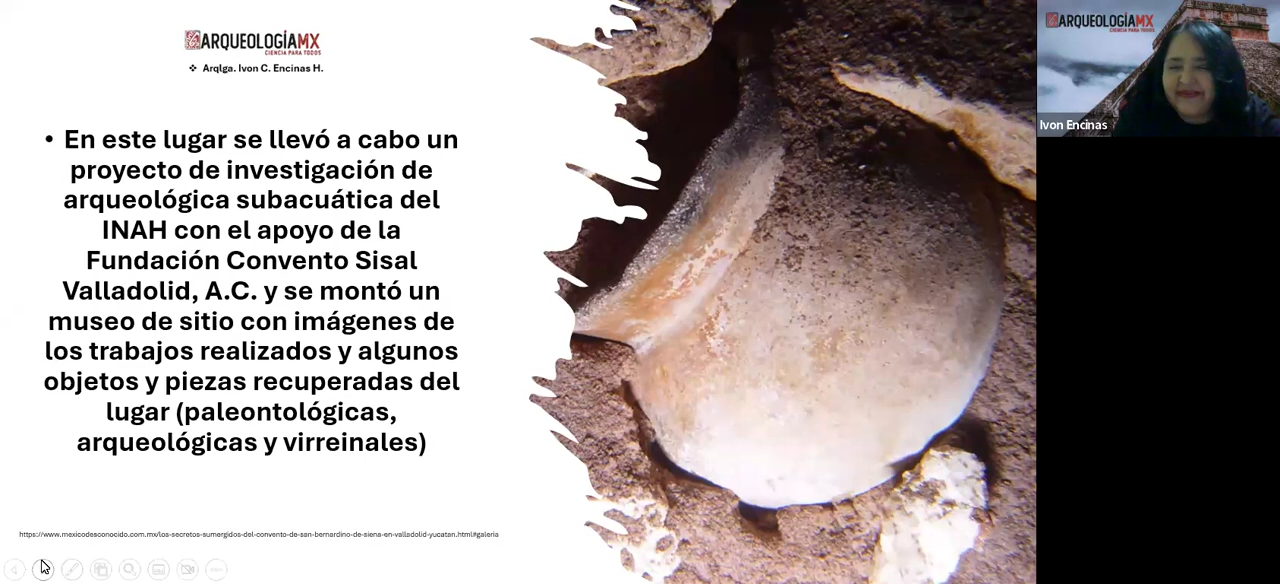 ARQUEOLOGÍAMX
CIENCIA PARA TODOS
❖ Arqlga. Ivon C. Encinas H.
• En este lugar se llevó a cabo un
proyecto de investigación de
arqueológica subacuática del
INAH con el apoyo de la
Fundación Convento Sisal
Valladolid, A.C. y se montó un
museo de sitio con imágenes de
los trabajos realizados y algunos
objetos y piezas recuperadas del
lugar (paleontológicas,
arqueológicas y virreinales)
https://www.mexicodesconocido.com.mx/los-secretos-sumergidos-del-convento-de-san-bernardino-de-siena-en-valladolid-yucatan.html#galeria
ARQUEOLOGÍAMX
CIENCIA PARA TODOS
Ivon Encinas